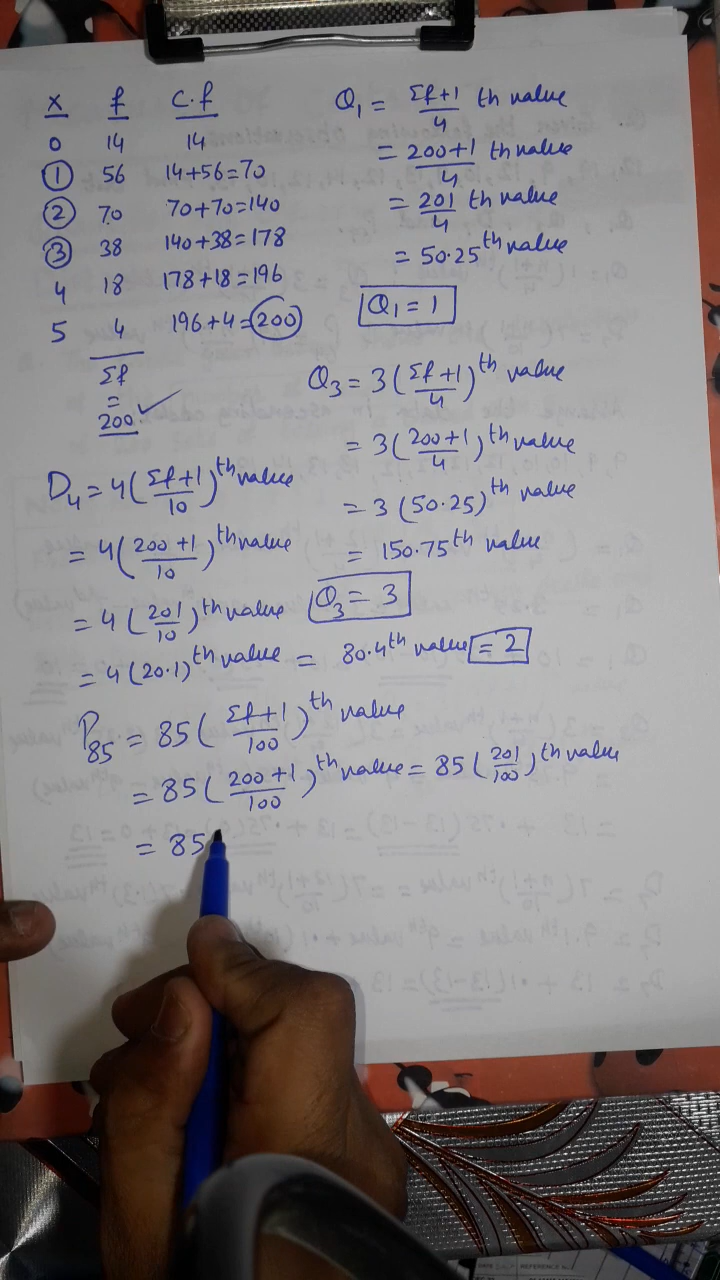 x f c.f
0 14 14
1 56 14+56=70
2 70 70+70=140
3 38 140+38=178
4 18 178+18=196
5 4 196+4=200
Σf
=
200 ✓
Q₁ = Σf+1/4 th value
= 200+1/4 th value
= 201/4 th value
= 50.25th value
Q₁ = 1
Q₃ = 3(Σf+1/4)th value
= 3(200+1/4)th value
= 3(50.25)th value
= 150.75th value
Q₃ = 3
D₄ = 4(Σf+1/10)th value
= 4(200+1/10)th value
= 4(201/10)th value
= 4(20.1)th value = 80.4th value = 2
P₈₅ = 85(Σf+1/100)th value
= 85(200+1/100)th value = 85(201/100)th value
= 85